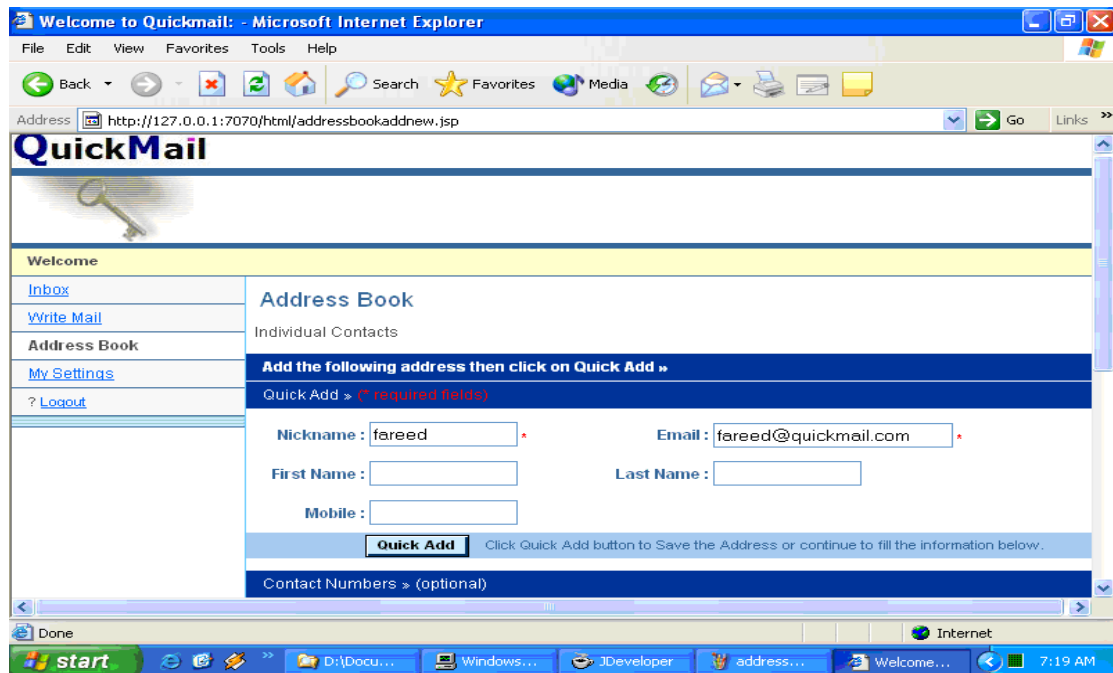 Welcome to Quickmail: - Microsoft Internet Explorer
File Edit View Favorites Tools Help
Back Search Favorites Media
Address http://127.0.0.1:7070/html/addressbookaddnew.jsp Go Links »
QuickMail
Welcome
Inbox
Write Mail
Address Book
My Settings
? Logout
Address Book
Individual Contacts
Add the following address then click on Quick Add »
Quick Add » (* required fields)
Nickname : fareed * Email : fareed@quickmail.com *
First Name : Last Name :
Mobile :
Quick Add Click Quick Add button to Save the Address or continue to fill the information below.
Contact Numbers » (optional)
Done Internet
start » D:\Docu... Windows... JDeveloper address... Welcome... 7:19 AM